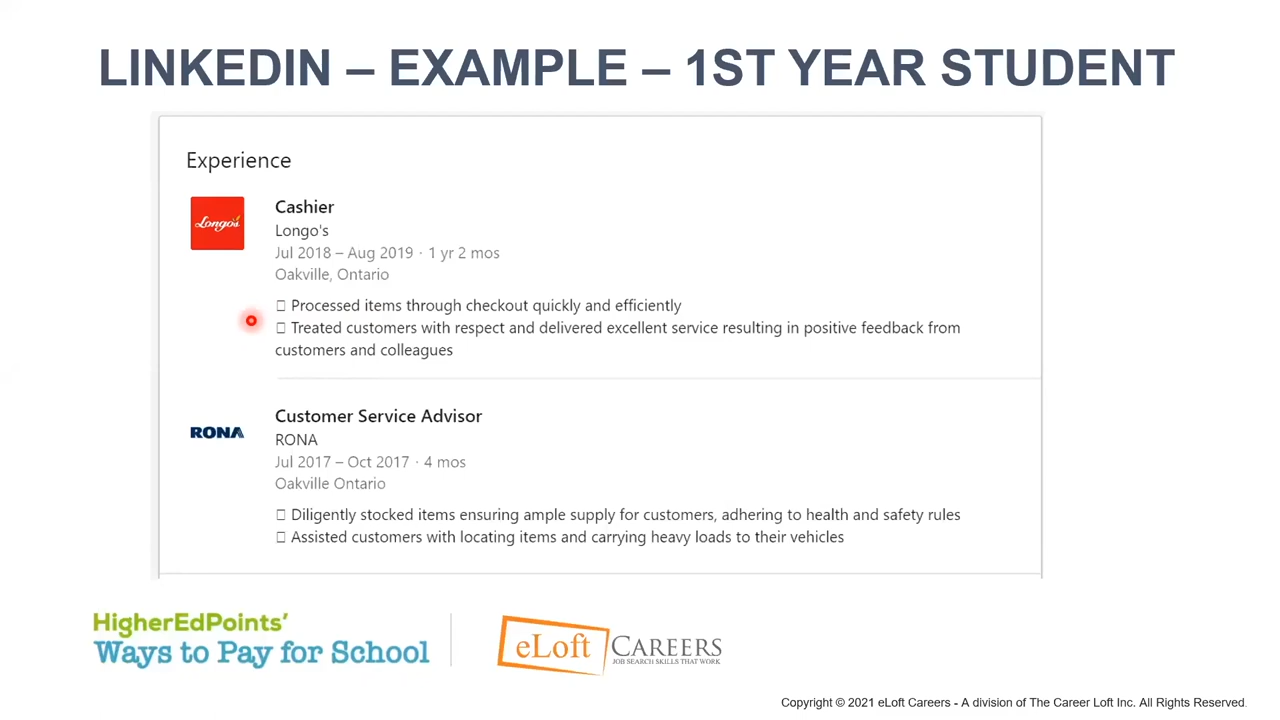 LINKEDIN – EXAMPLE – 1ST YEAR STUDENT
Experience
Longo's
Cashier
Longo's
Jul 2018 – Aug 2019 · 1 yr 2 mos
Oakville, Ontario
□ Processed items through checkout quickly and efficiently
□ Treated customers with respect and delivered excellent service resulting in positive feedback from
customers and colleagues
RONA
Customer Service Advisor
RONA
Jul 2017 – Oct 2017 · 4 mos
Oakville Ontario
□ Diligently stocked items ensuring ample supply for customers, adhering to health and safety rules
□ Assisted customers with locating items and carrying heavy loads to their vehicles
HigherEdPoints’
Ways to Pay for School
eLoft CAREERS
JOB SEARCH SKILLS THAT WORK
Copyright © 2021 eLoft Careers - A division of The Career Loft Inc. All Rights Reserved.